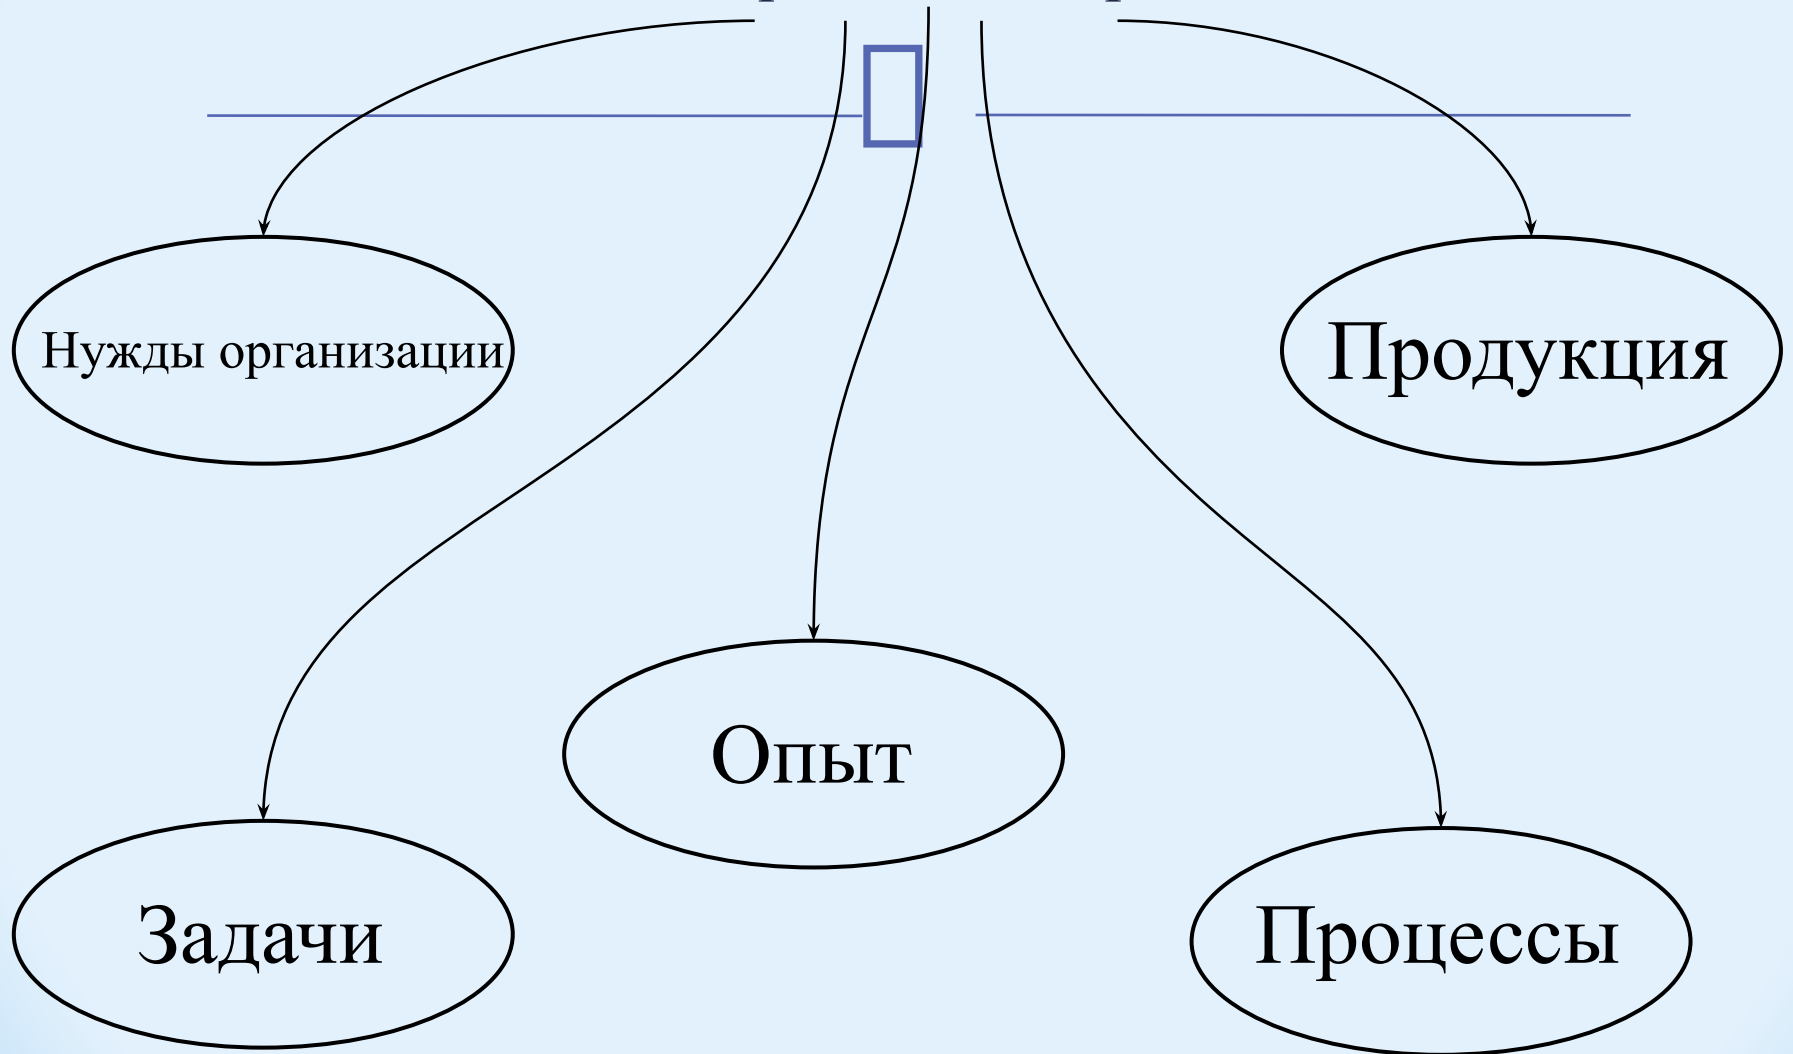 Нужды организации
Продукция
Опыт
Задачи
Процессы